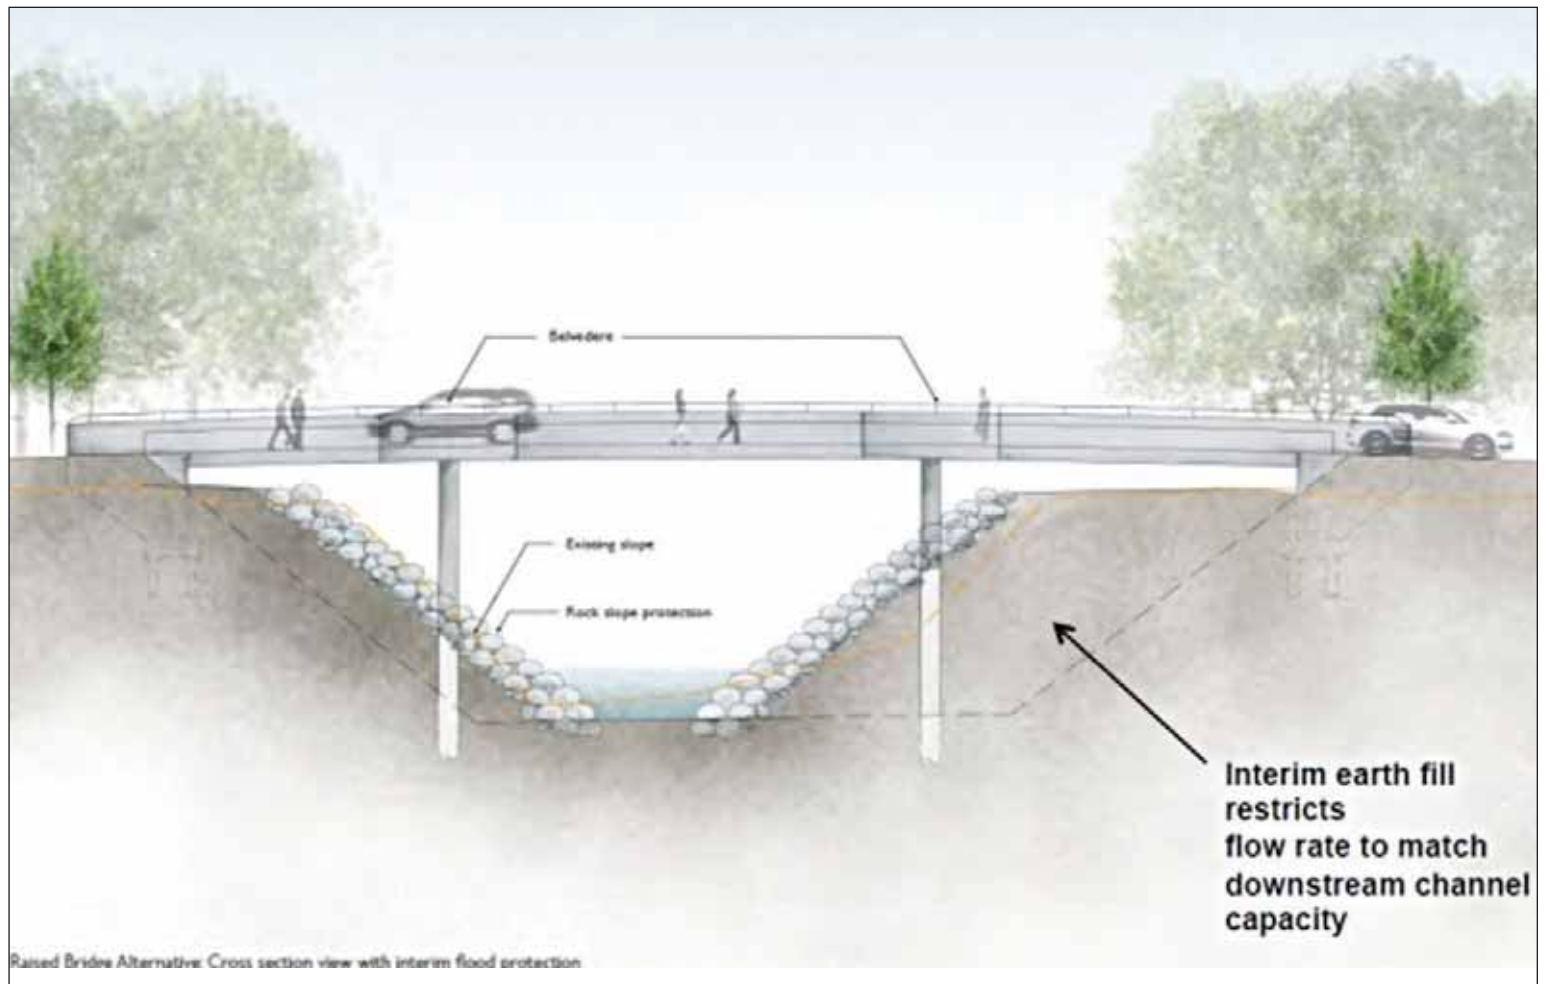 Belvedere
Existing slope
Rock slope protection
Interim earth fill
restricts
flow rate to match
downstream channel
capacity
Raised Bridge Alternative: Cross section view with interim flood protection